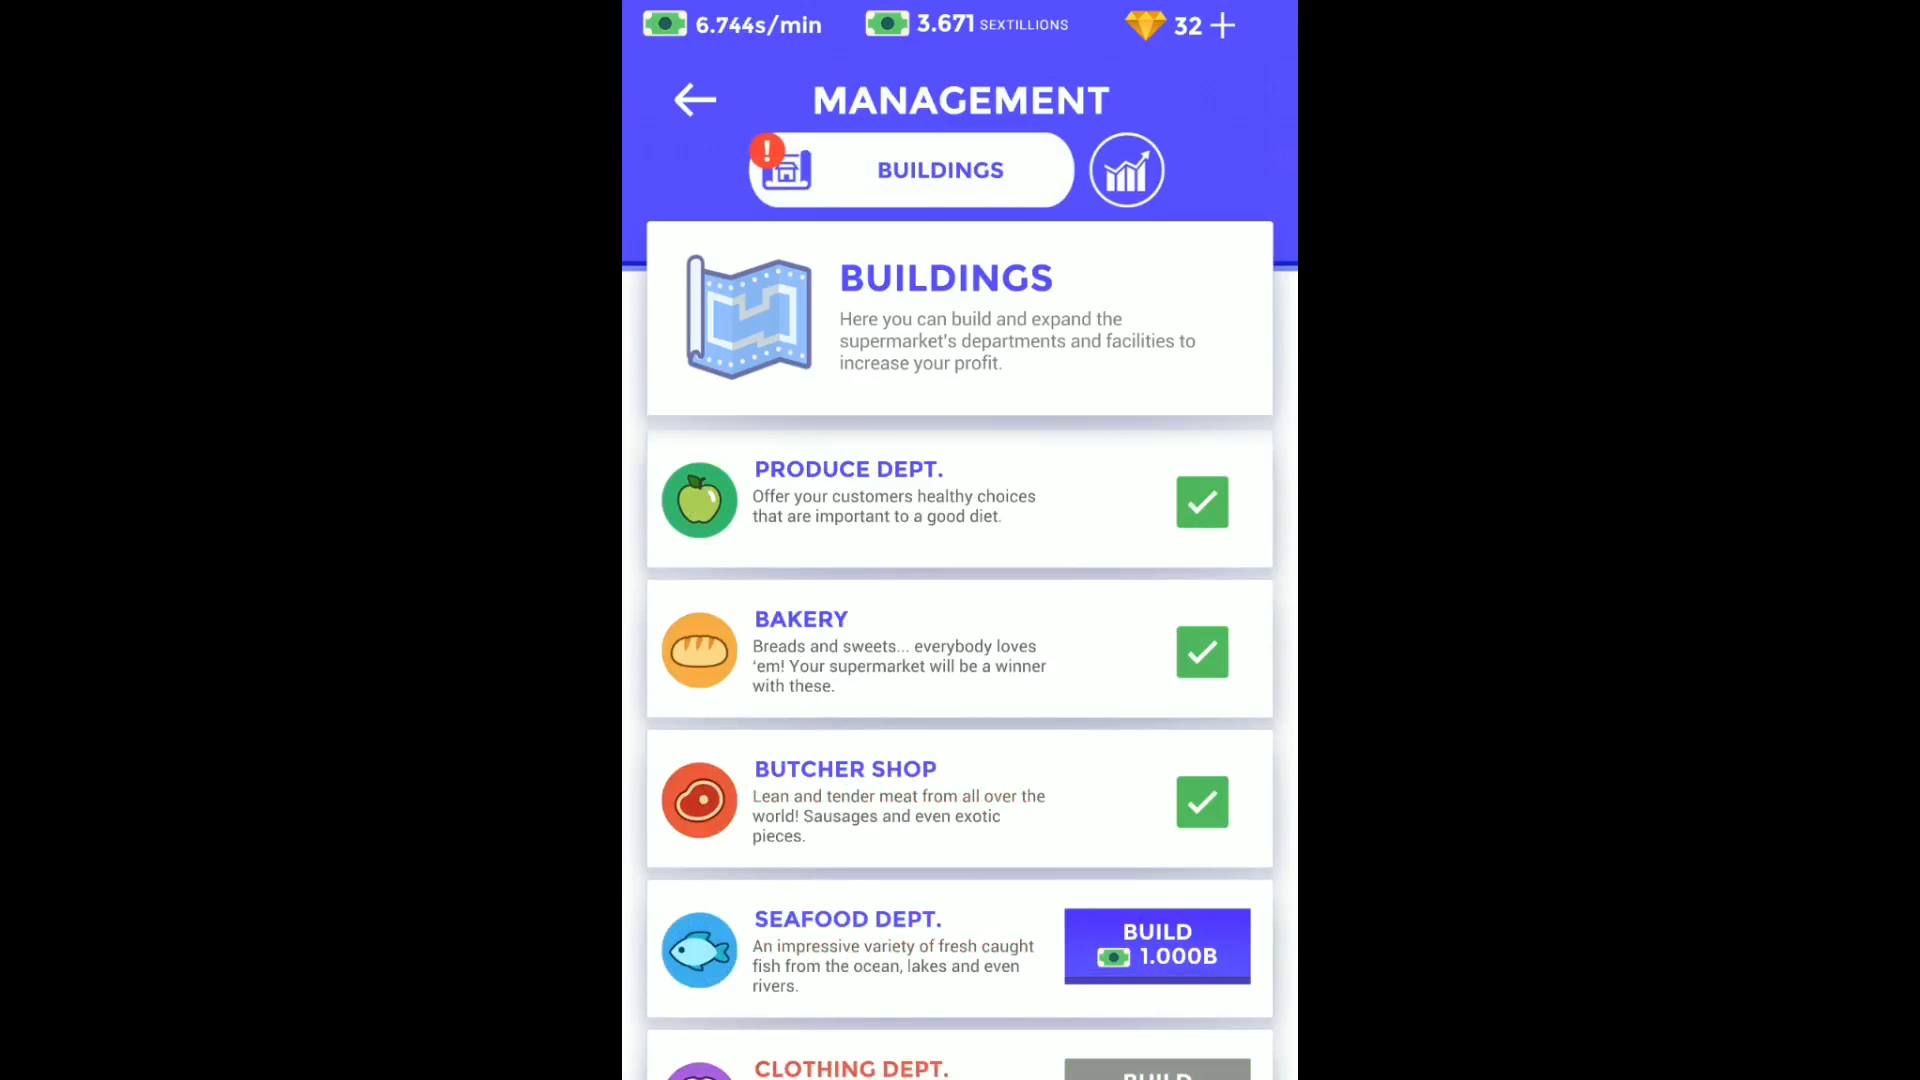 6.744s/min 3.671 SEXTILLIONS 32
MANAGEMENT
! BUILDINGS
BUILDINGS
Here you can build and expand the
supermarket's departments and facilities to
increase your profit.
PRODUCE DEPT.
Offer your customers healthy choices
that are important to a good diet.
BAKERY
Breads and sweets... everybody loves
'em! Your supermarket will be a winner
with these.
BUTCHER SHOP
Lean and tender meat from all over the
world! Sausages and even exotic
pieces.
SEAFOOD DEPT.
An impressive variety of fresh caught
fish from the ocean, lakes and even
rivers.
BUILD
1.000B
CLOTHING DEPT.
BUILD